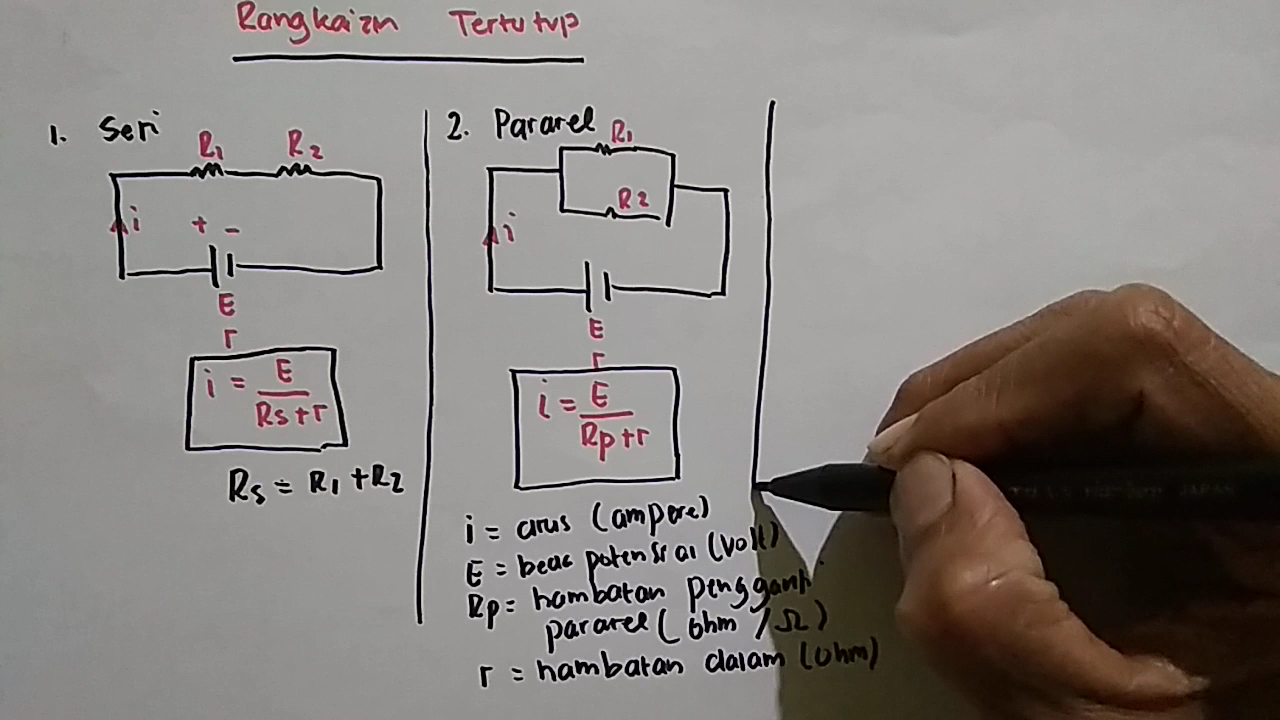 Rangkaian Tertutup
1. Seri
R1 R2
i
+ -
E
r
i = E / Rs+r
Rs = R1 + R2
2. Pararel
R1
R2
i
E
r
i = E / Rp+r
i = arus (ampere)
E = beda potensial (Volt)
Rp = hambatan pengganti
pararel (ohm / Ω)
r = hambatan dalam (ohm)
JAPAN